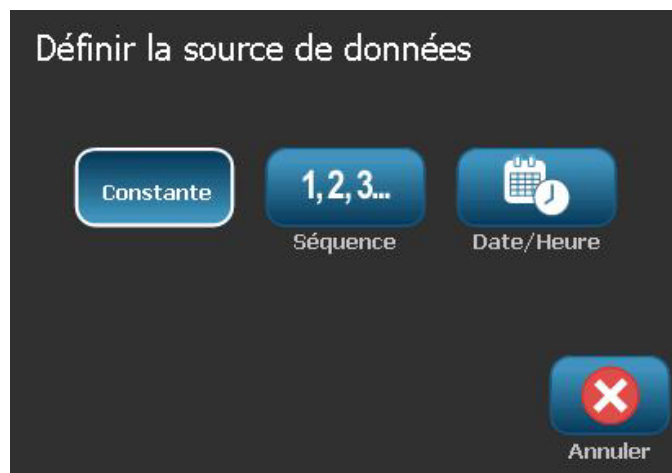 Définir la source de données
Constante
1, 2, 3...
Séquence
Date/Heure
Annuler